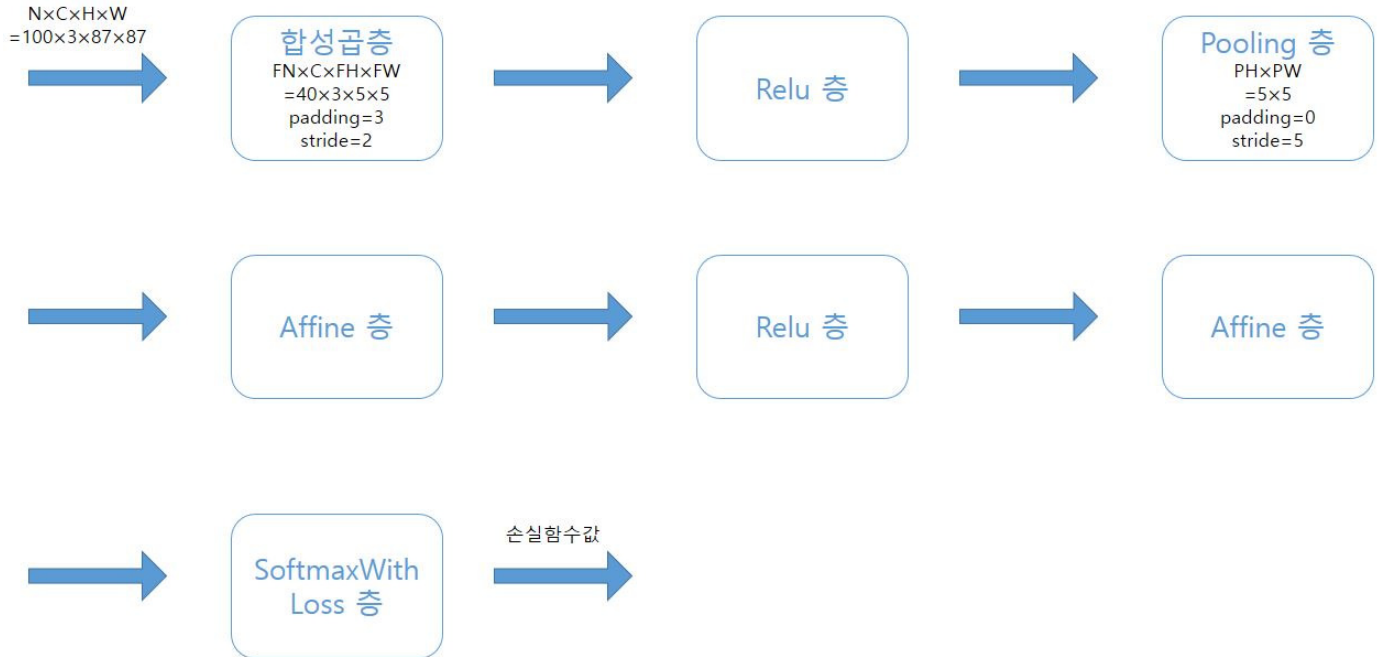 N×C×H×W
=100×3×87×87
합성곱층
FN×C×FH×FW
=40×3×5×5
padding=3
stride=2
Relu 층
Pooling 층
PH×PW
=5×5
padding=0
stride=5
Affine 층
Relu 층
Affine 층
SoftmaxWith
Loss 층
손실함수값